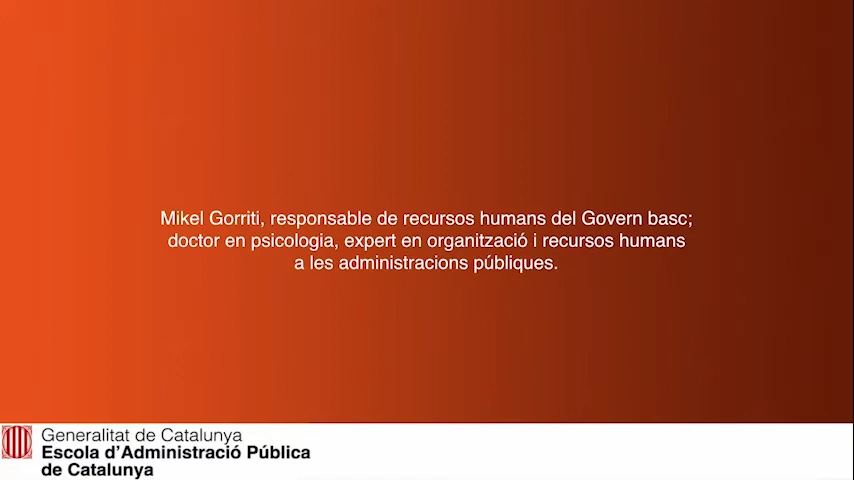 Mikel Gorriti, responsable de recursos humans del Govern basc;
doctor en psicologia, expert en organització i recursos humans
a les administracions públiques.
Generalitat de Catalunya
Escola d'Administració Pública
de Catalunya